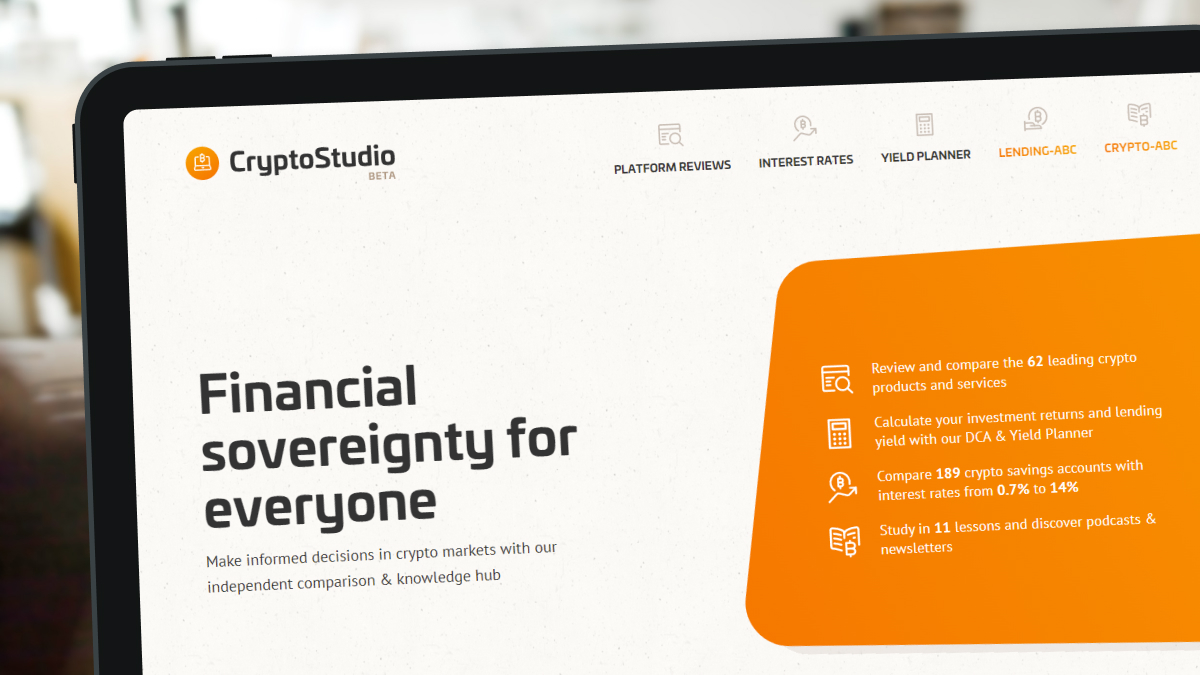 CryptoStudio
BETA
PLATFORM REVIEWS
INTEREST RATES
YIELD PLANNER
LENDING-ABC
CRYPTO-ABC
Financial
sovereignty for
everyone
Make informed decisions in crypto markets with our
independent comparison & knowledge hub
Review and compare the 62 leading crypto
products and services
Calculate your investment returns and lending
yield with our DCA & Yield Planner
Compare 189 crypto savings accounts with
interest rates from 0.7% to 14%
Study in 11 lessons and discover podcasts &
newsletters